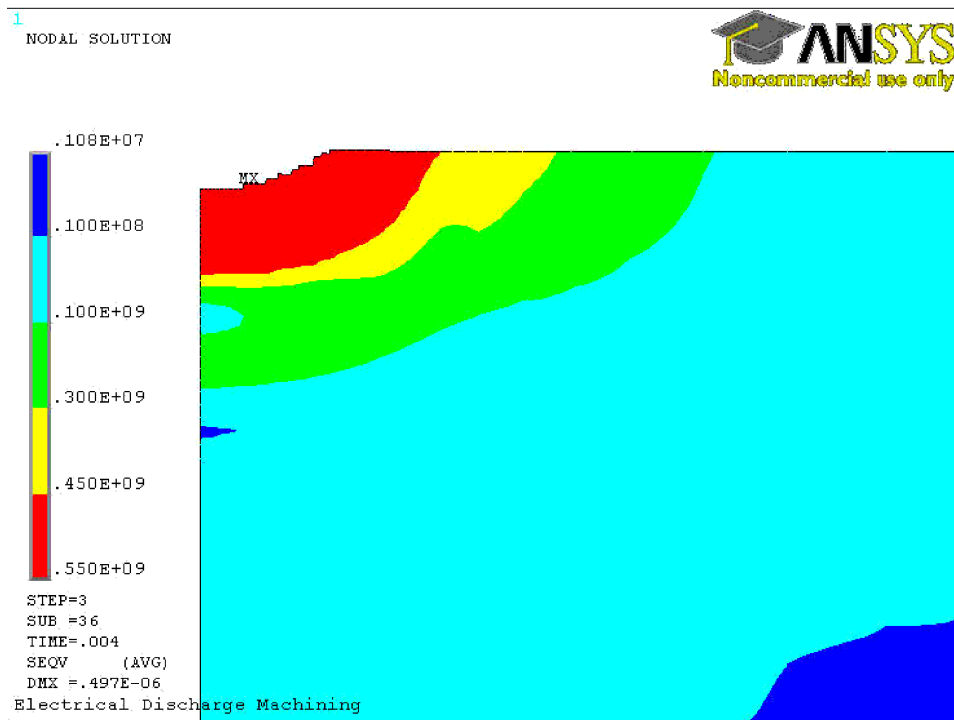 1
NODAL SOLUTION
ANSYS
Noncommercial use only
.108E+07
MX
.100E+08
.100E+09
.300E+09
.450E+09
.550E+09
STEP=3
SUB =36
TIME=.004
SEQV (AVG)
DMX =.497E-06
Electrical Discharge Machining